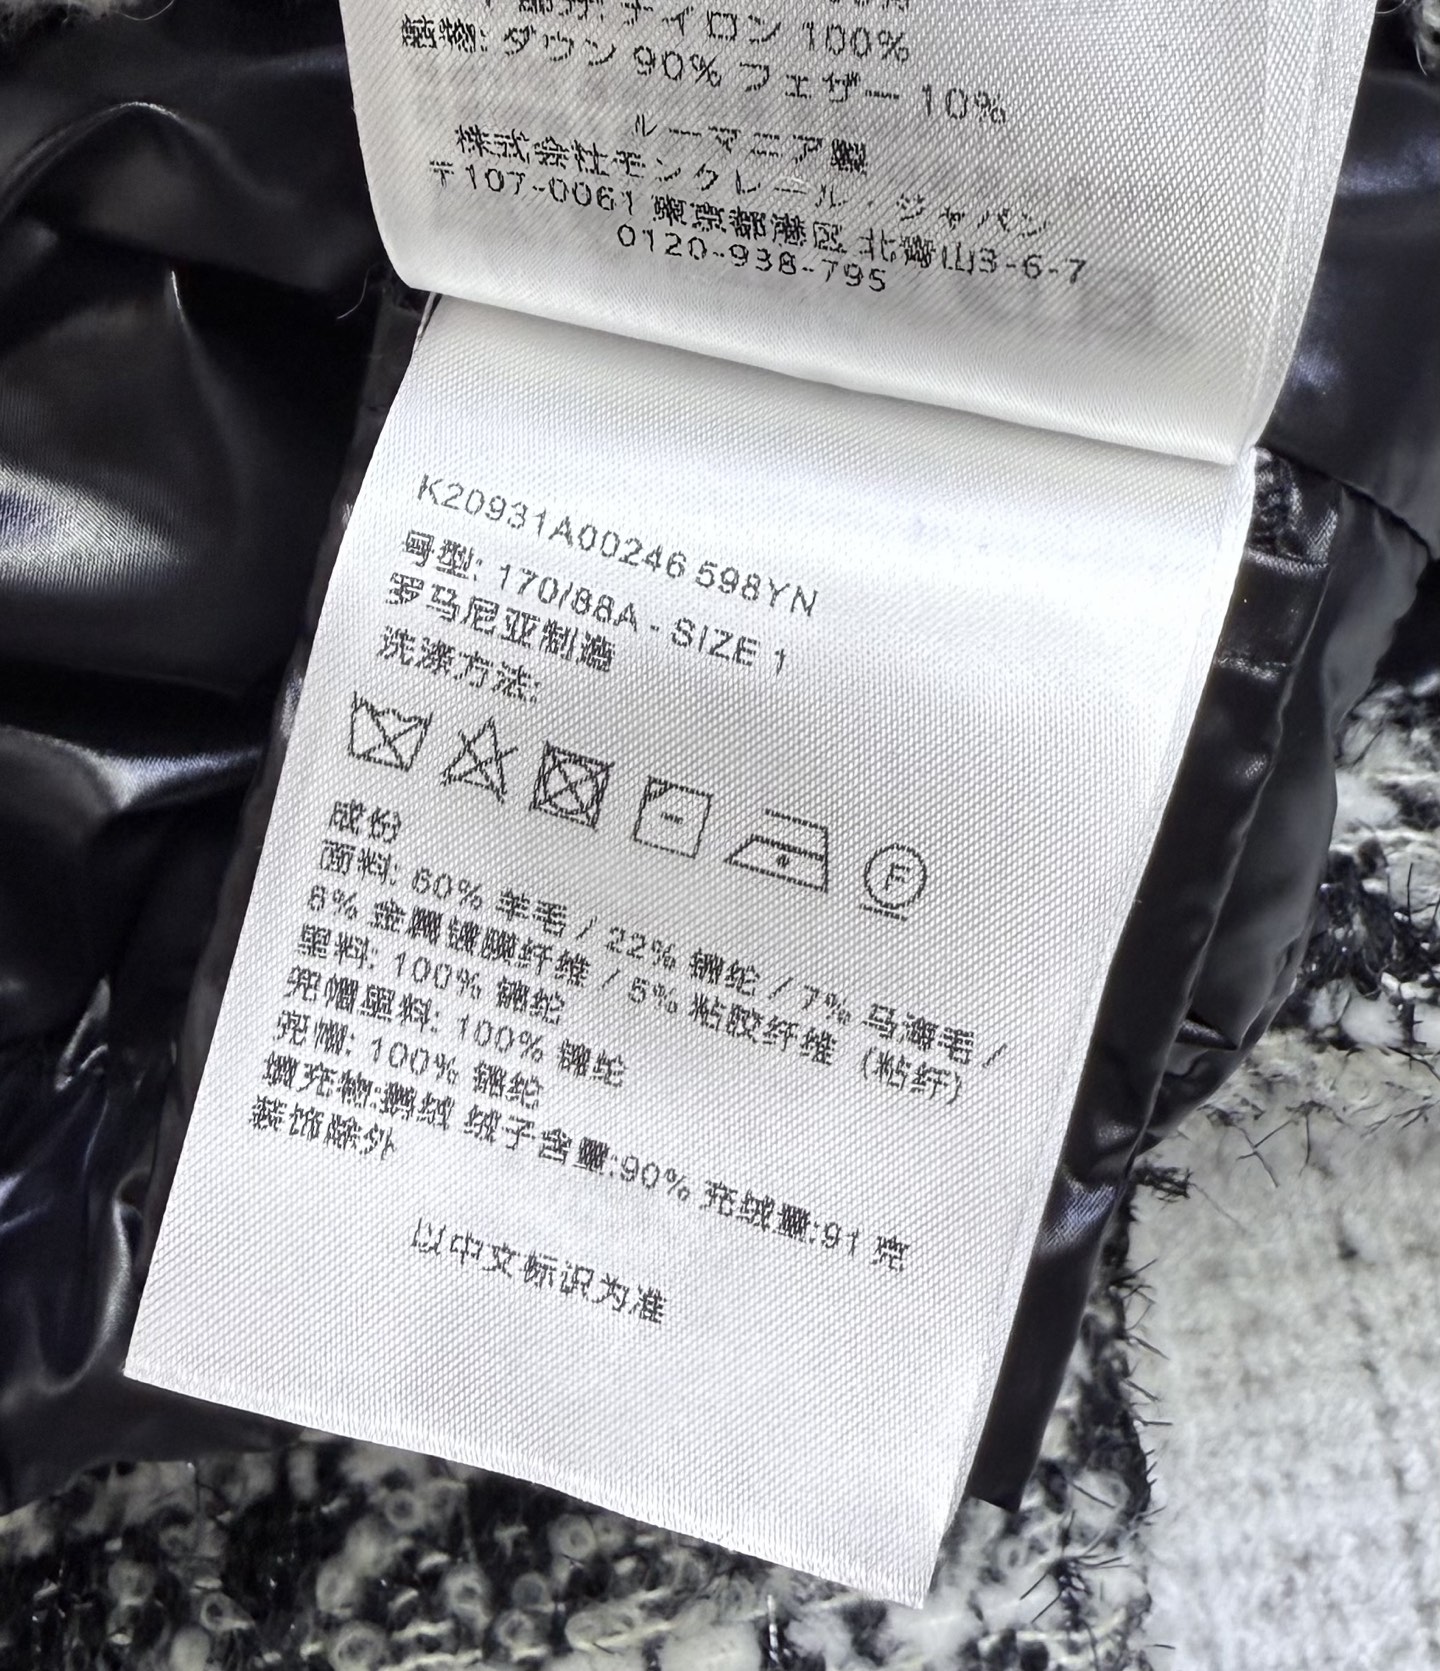 ナイロン 100%
ダウン 90% フェザー 10%
ルーマニア製
株式会社モンクレール・ジャパン
〒107-0061 東京都港区 北青山3-6-7
0120-938-795
K20931A00246 598YN
号型: 170/88A - SIZE 1
罗马尼亚制造
洗涤方法:
F
成份
面料: 60% 羊毛 / 22% 锦纶 / 7% 马海毛 /
6% 金属镀膜纤维 / 5% 粘胶纤维 (粘纤)
里料: 100% 锦纶
兜帽里料: 100% 锦纶
兜帽: 100% 锦纶
填充物:鹅绒 绒子含量:90% 充绒量:91 克
装饰除外
以中文标识为准